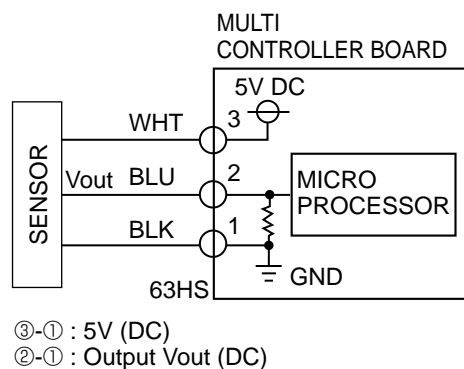 MULTI
CONTROLLER BOARD
5V DC
WHT
3
SENSOR
Vout BLU
2
MICRO
PROCESSOR
BLK
1
GND
63HS
③-① : 5V (DC)
②-① : Output Vout (DC)